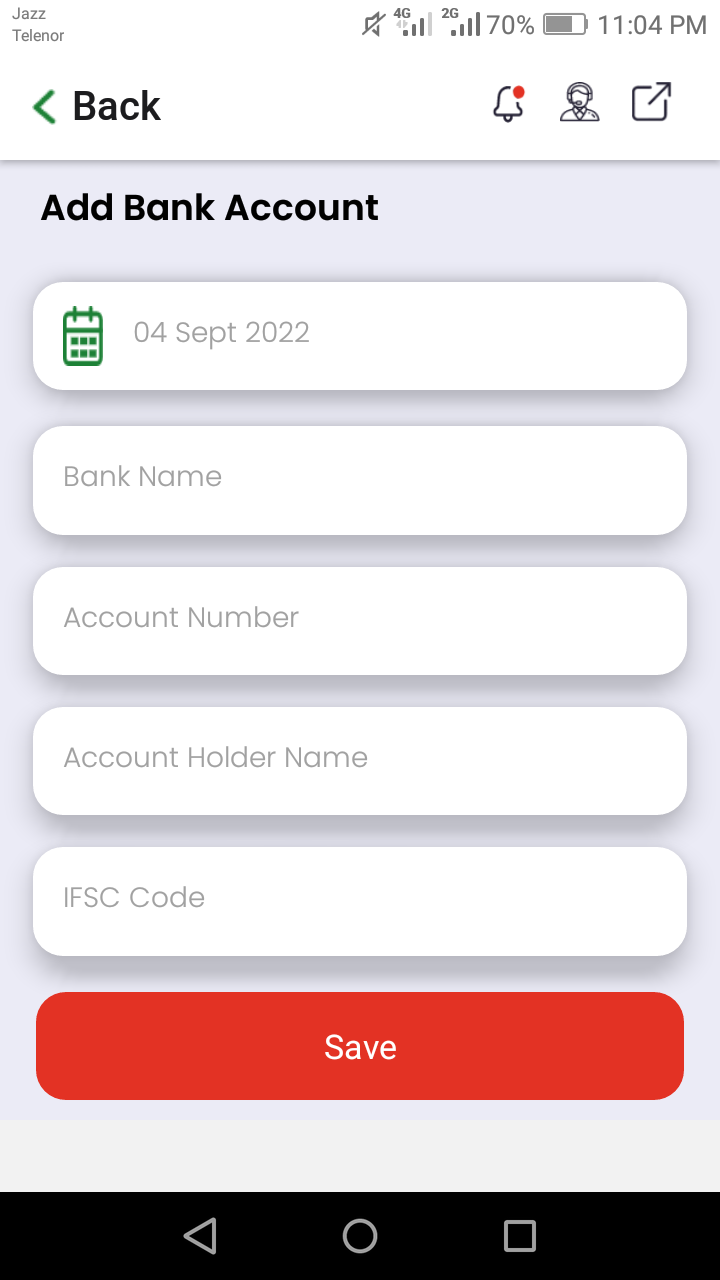 Jazz
Telenor
4G 2G 70% 11:04 PM
Back
Add Bank Account
04 Sept 2022
Bank Name
Account Number
Account Holder Name
IFSC Code
Save